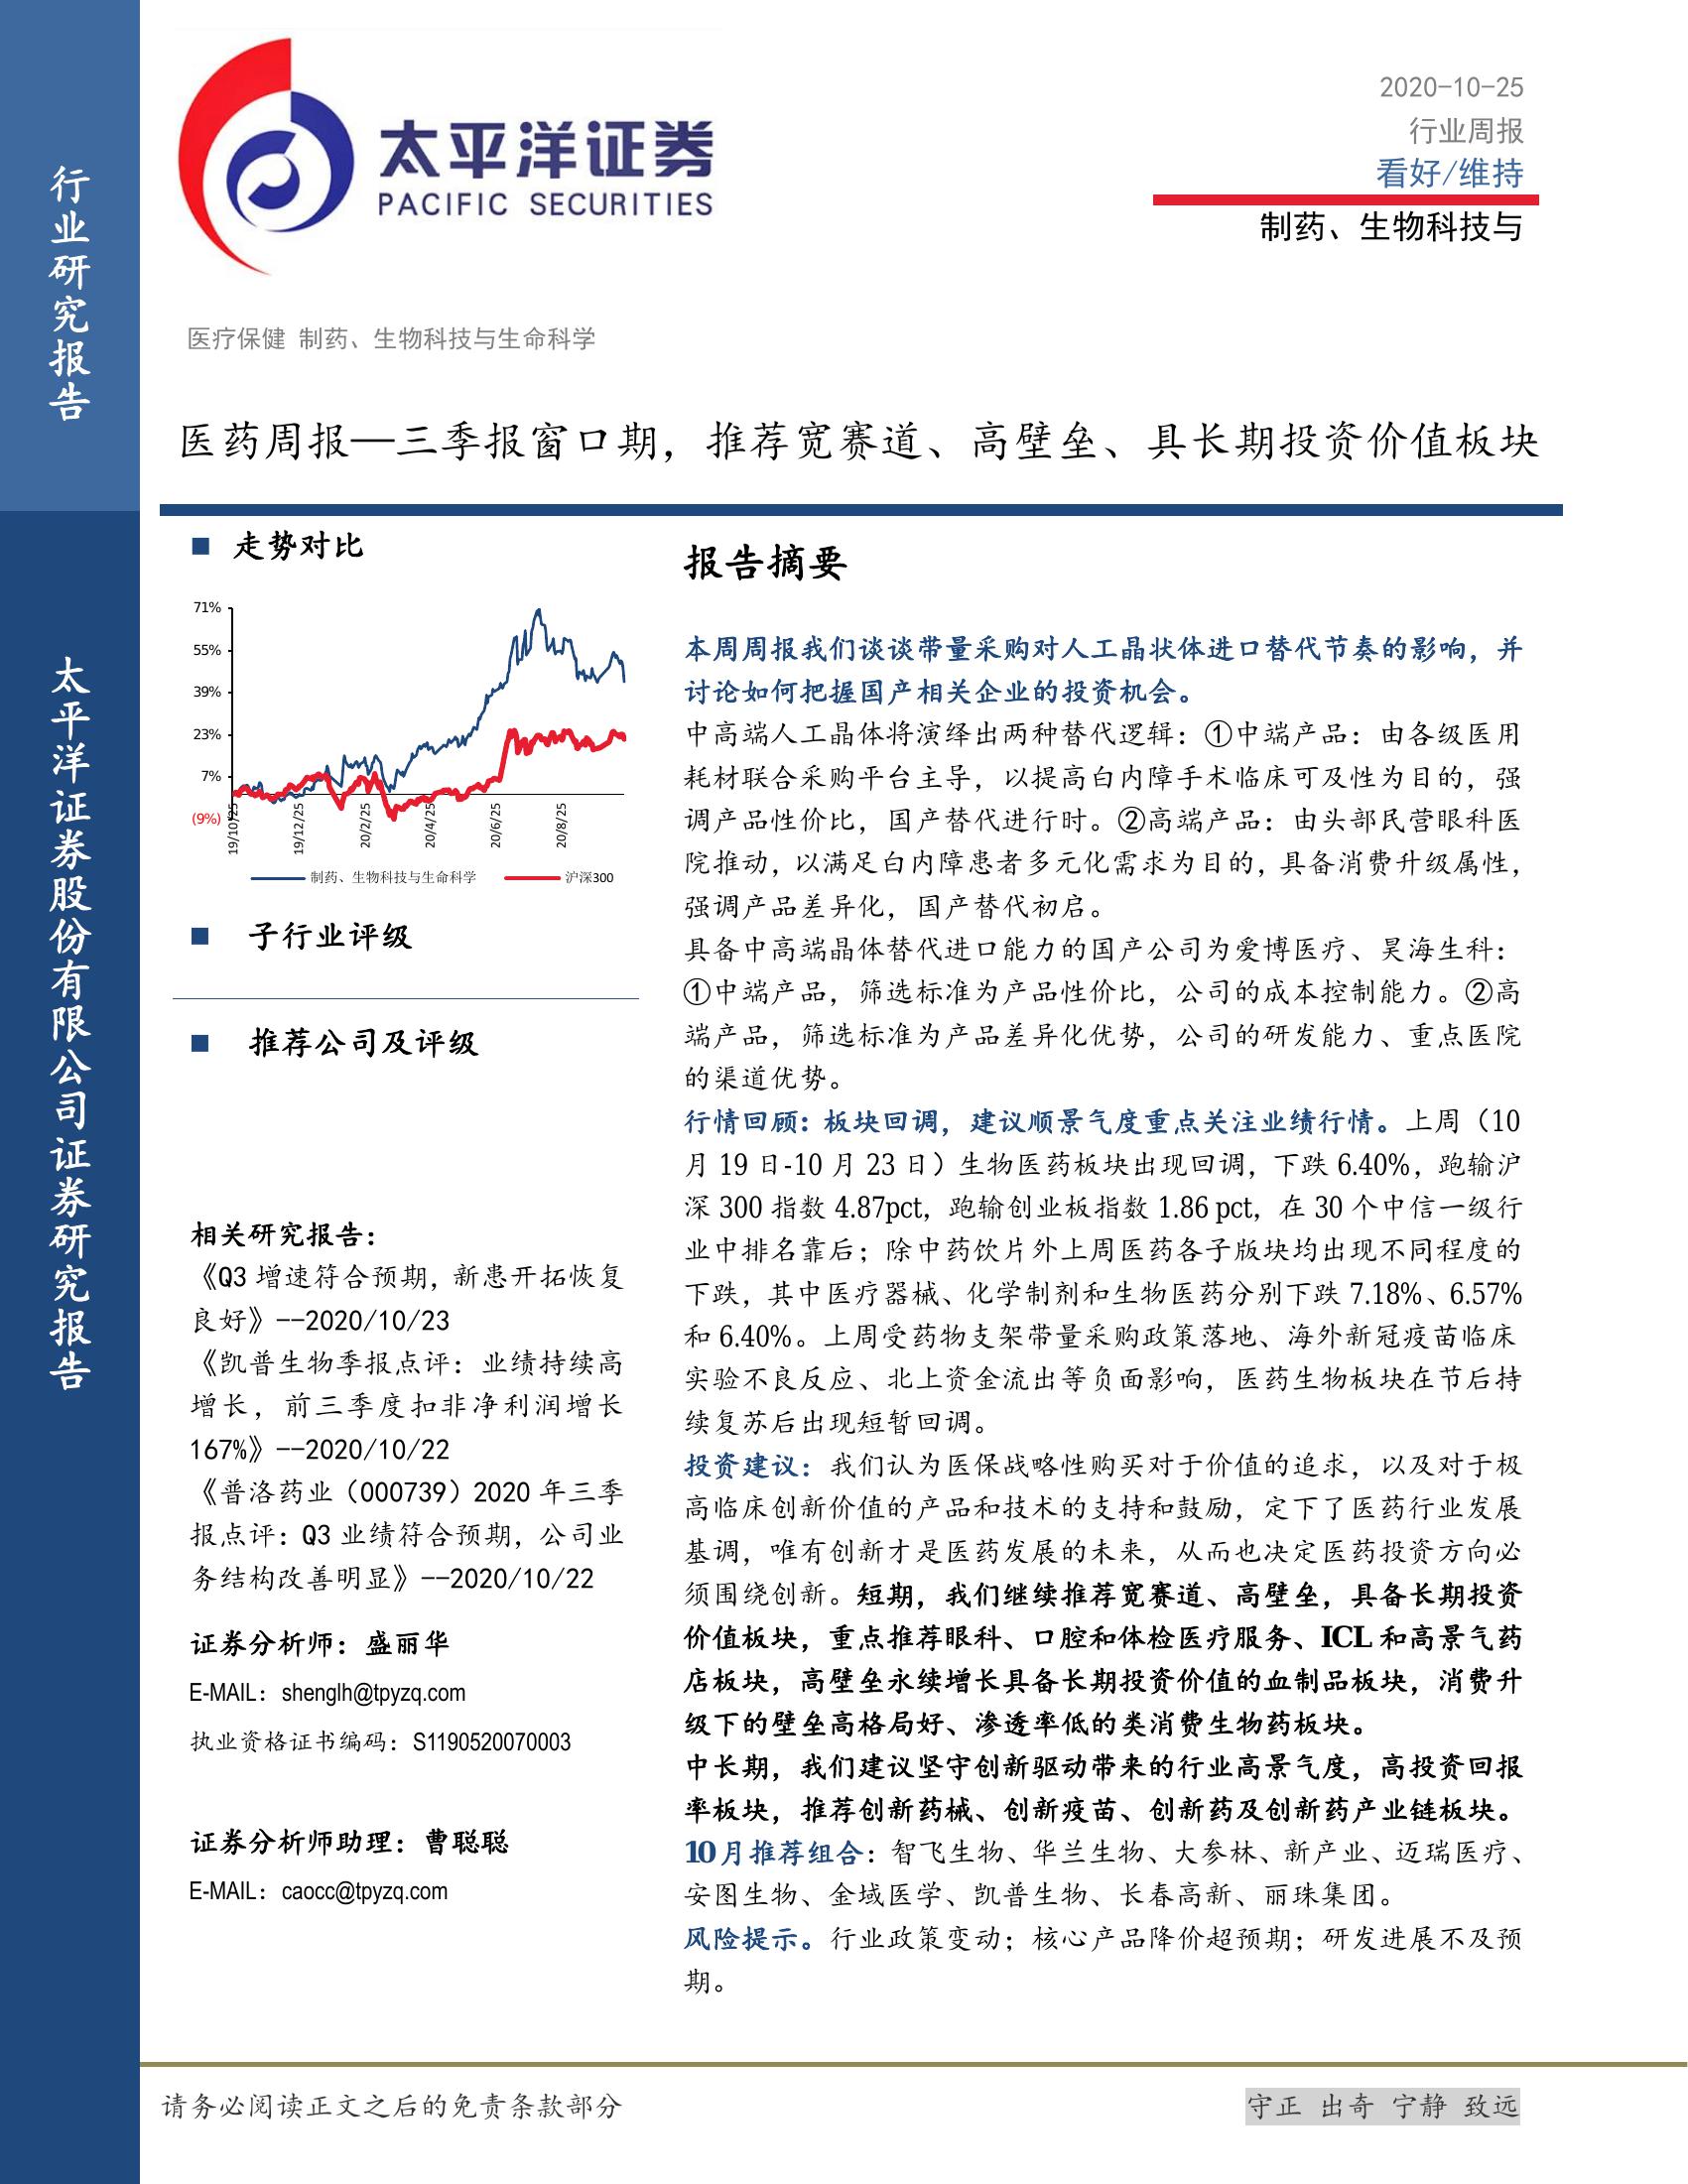 行业研究报告
太平洋证券股份有限公司证券研究报告
太平洋证券
PACIFIC SECURITIES
2020-10-25
行业周报
看好/维持
制药、生物科技与
医疗保健 制药、生物科技与生命科学
医药周报—三季报窗口期，推荐宽赛道、高壁垒、具长期投资价值板块
■ 走势对比
71%
55%
39%
23%
7%
(9%)
19/10/25
19/12/25
20/2/25
20/4/25
20/6/25
20/8/25
制药、生物科技与生命科学
沪深300
■ 子行业评级
■ 推荐公司及评级
相关研究报告：
《Q3 增速符合预期，新患开拓恢复
良好》--2020/10/23
《凯普生物季报点评：业绩持续高
增长，前三季度扣非净利润增长
167%》--2020/10/22
《普洛药业（000739）2020 年三季
报点评：Q3 业绩符合预期，公司业
务结构改善明显》--2020/10/22
证券分析师：盛丽华
E-MAIL：shenglh@tpyzq.com
执业资格证书编码：S1190520070003
证券分析师助理：曹聪聪
E-MAIL：caocc@tpyzq.com
报告摘要
本周周报我们谈谈带量采购对人工晶状体进口替代节奏的影响，并
讨论如何把握国产相关企业的投资机会。
中高端人工晶体将演绎出两种替代逻辑：①中端产品：由各级医用
耗材联合采购平台主导，以提高白内障手术临床可及性为目的，强
调产品性价比，国产替代进行时。②高端产品：由头部民营眼科医
院推动，以满足白内障患者多元化需求为目的，具备消费升级属性，
强调产品差异化，国产替代初启。
具备中高端晶体替代进口能力的国产公司为爱博医疗、昊海生科：
①中端产品，筛选标准为产品性价比，公司的成本控制能力。②高
端产品，筛选标准为产品差异化优势，公司的研发能力、重点医院
的渠道优势。
行情回顾：板块回调，建议顺景气度重点关注业绩行情。上周（10
月 19 日-10 月 23 日）生物医药板块出现回调，下跌 6.40%，跑输沪
深 300 指数 4.87pct，跑输创业板指数 1.86 pct，在 30 个中信一级行
业中排名靠后；除中药饮片外上周医药各子版块均出现不同程度的
下跌，其中医疗器械、化学制剂和生物医药分别下跌 7.18%、6.57%
和 6.40%。上周受药物支架带量采购政策落地、海外新冠疫苗临床
实验不良反应、北上资金流出等负面影响，医药生物板块在节后持
续复苏后出现短暂回调。
投资建议：我们认为医保战略性购买对于价值的追求，以及对于极
高临床创新价值的产品和技术的支持和鼓励，定下了医药行业发展
基调，唯有创新才是医药发展的未来，从而也决定医药投资方向必
须围绕创新。短期，我们继续推荐宽赛道、高壁垒，具备长期投资
价值板块，重点推荐眼科、口腔和体检医疗服务、ICL 和高景气药
店板块，高壁垒永续增长具备长期投资价值的血制品板块，消费升
级下的壁垒高格局好、渗透率低的类消费生物药板块。
中长期，我们建议坚守创新驱动带来的行业高景气度，高投资回报
率板块，推荐创新药械、创新疫苗、创新药及创新药产业链板块。
10月推荐组合：智飞生物、华兰生物、大参林、新产业、迈瑞医疗、
安图生物、金域医学、凯普生物、长春高新、丽珠集团。
风险提示。行业政策变动；核心产品降价超预期；研发进展不及预
期。
请务必阅读正文之后的免责条款部分
守正 出奇 宁静 致远